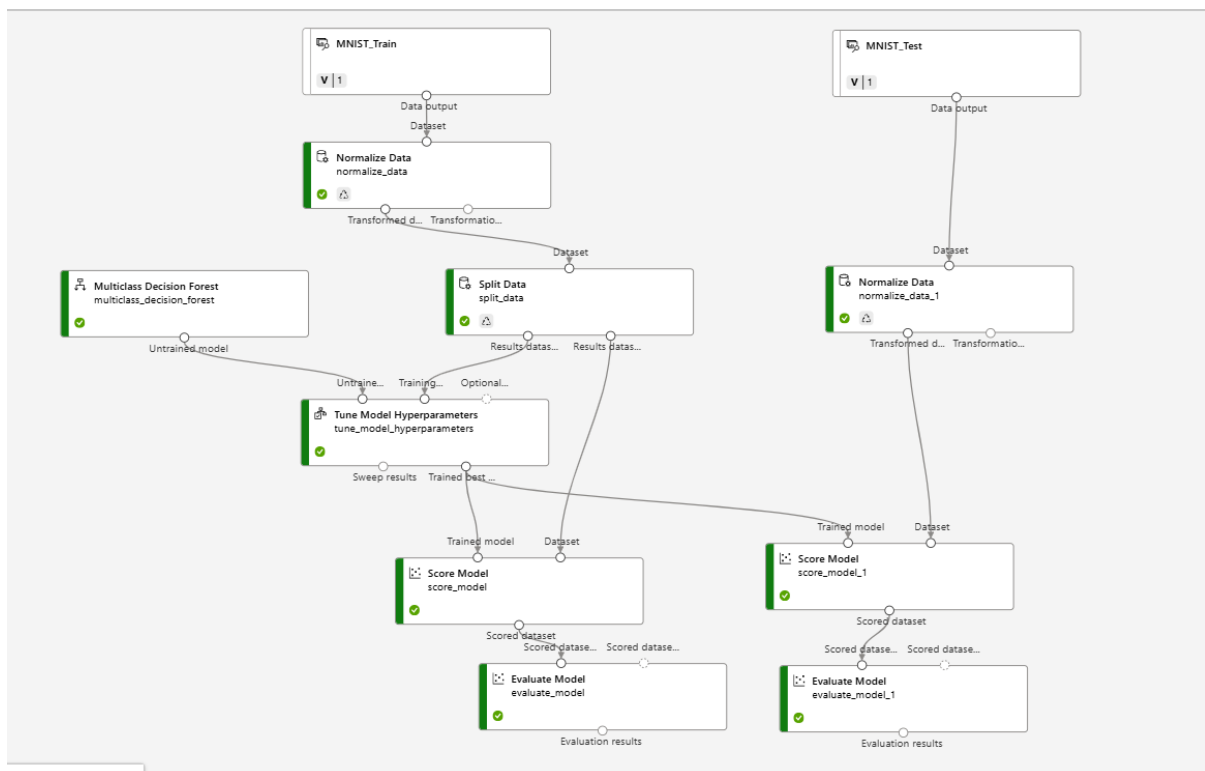 MNIST_Train
V | 1
Data output
MNIST_Test
V | 1
Data output
Dataset
Normalize Data
normalize_data
Transformed d... Transformatio...
Dataset
Split Data
split_data
Results datas... Results datas...
Dataset
Normalize Data
normalize_data_1
Transformed d... Transformatio...
Multiclass Decision Forest
multiclass_decision_forest
Untrained model
Untraine... Training... Optional...
Tune Model Hyperparameters
tune_model_hyperparameters
Sweep results Trained best ...
Trained model Dataset
Score Model
score_model
Scored dataset
Trained model Dataset
Score Model
score_model_1
Scored dataset
Scored datase... Scored datase...
Evaluate Model
evaluate_model
Evaluation results
Scored datase... Scored datase...
Evaluate Model
evaluate_model_1
Evaluation results